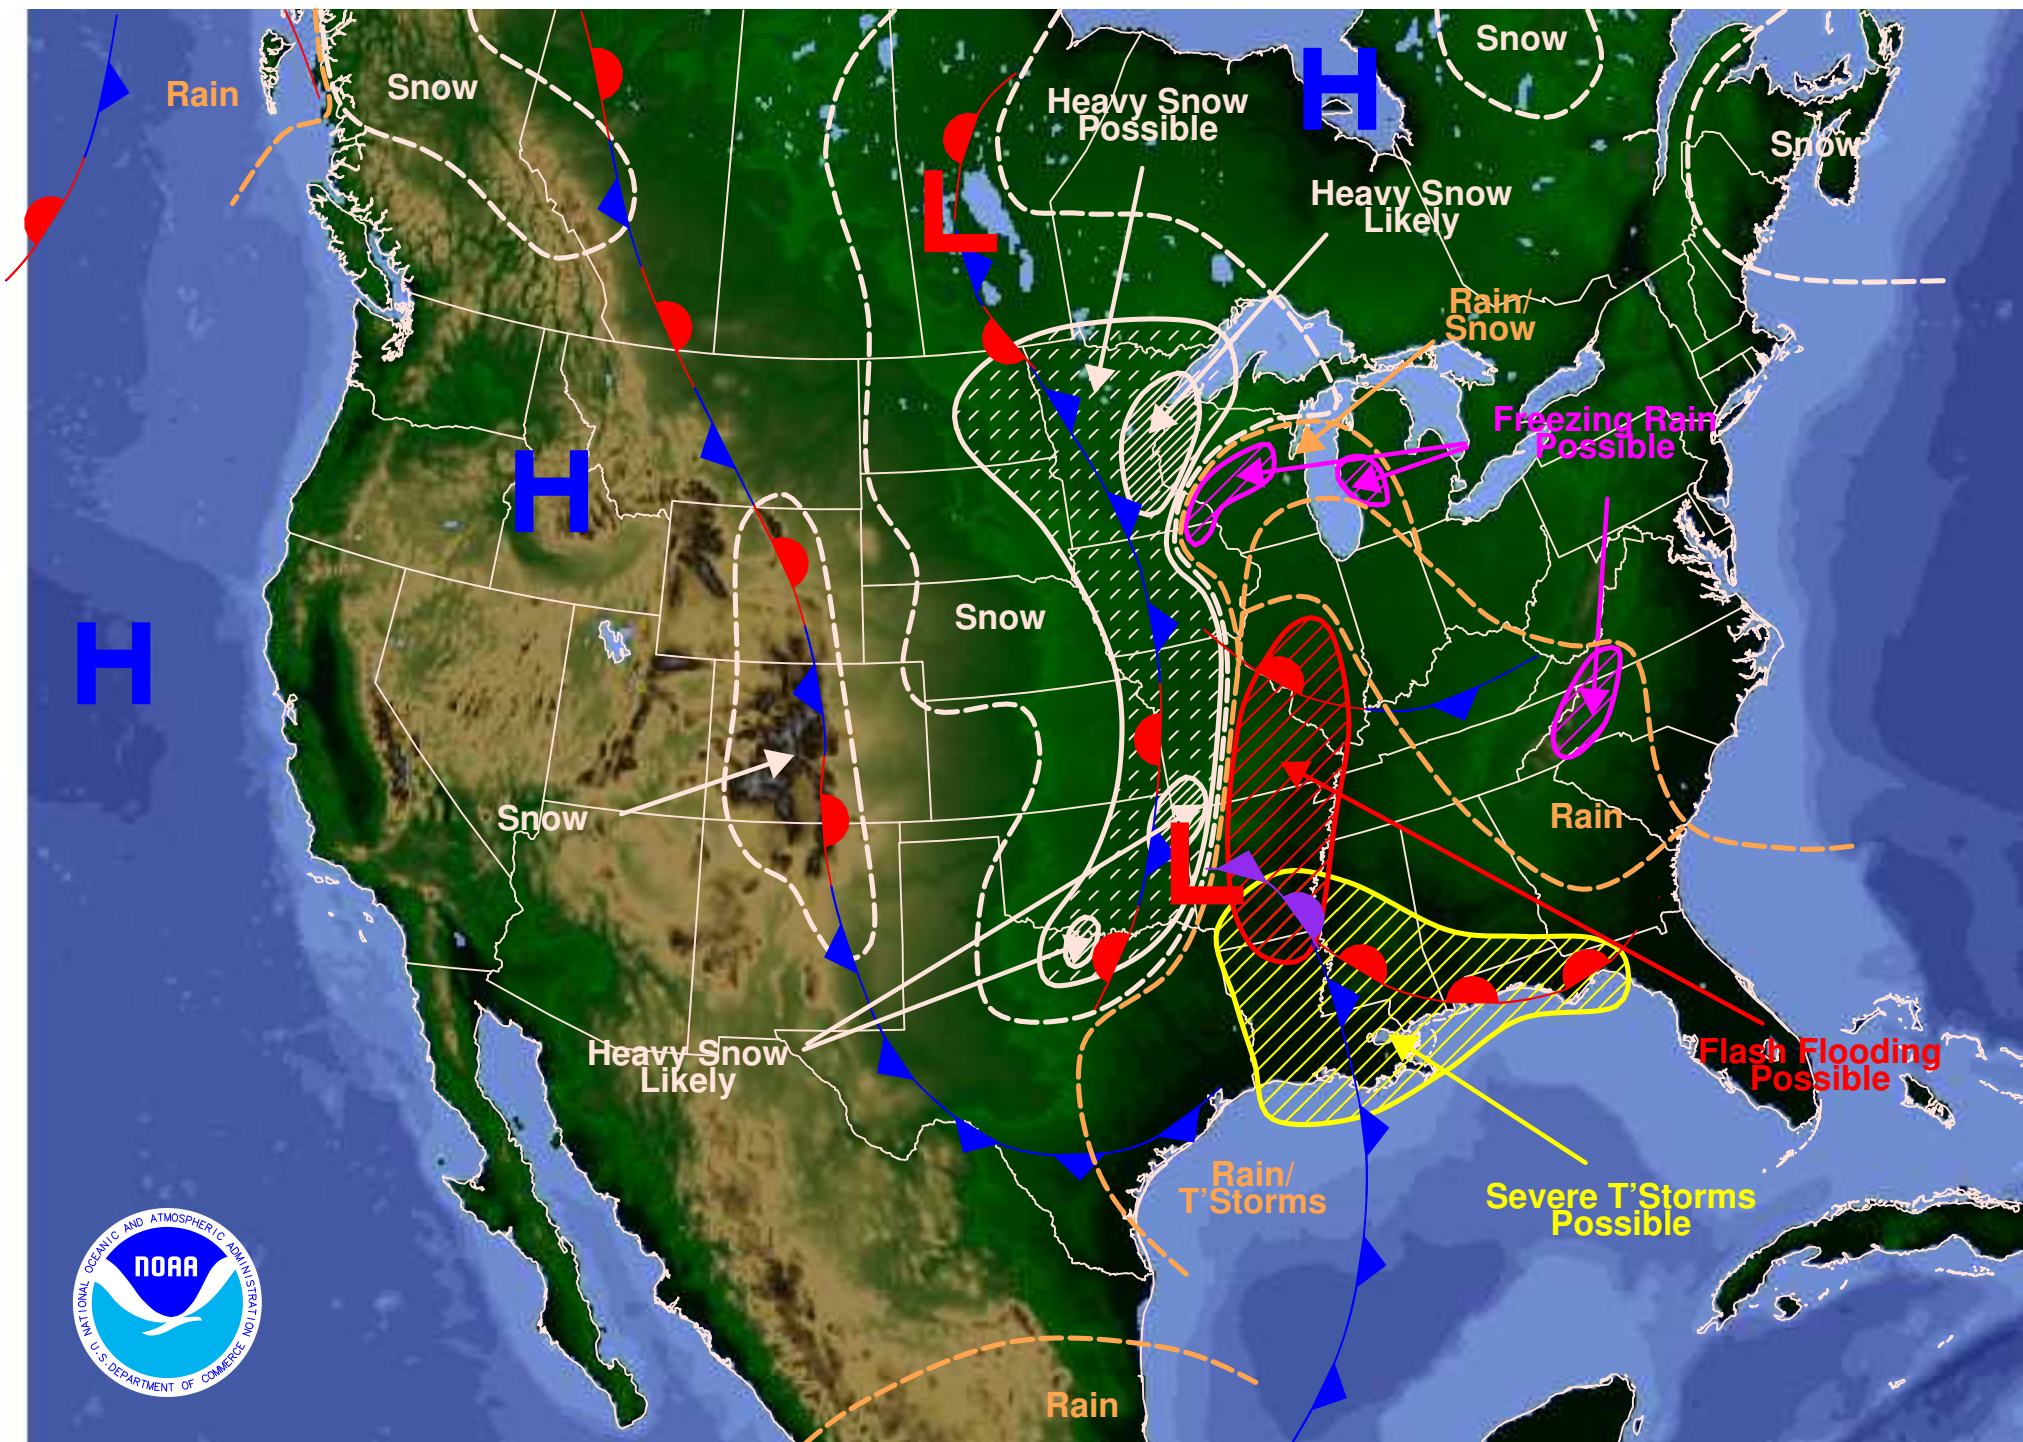 Snow
H
Rain
Snow
Heavy Snow
Possible
Snow
Heavy Snow
Likely
L
Rain/
Snow
Freezing Rain
Possible
H
Snow
H
Snow
Rain
L
Heavy Snow
Likely
Flash Flooding
Possible
Rain/
T'Storms
Severe T'Storms
Possible
NATIONAL OCEANIC AND ATMOSPHERIC ADMINISTRATION
NOAA
U.S. DEPARTMENT OF COMMERCE
Rain